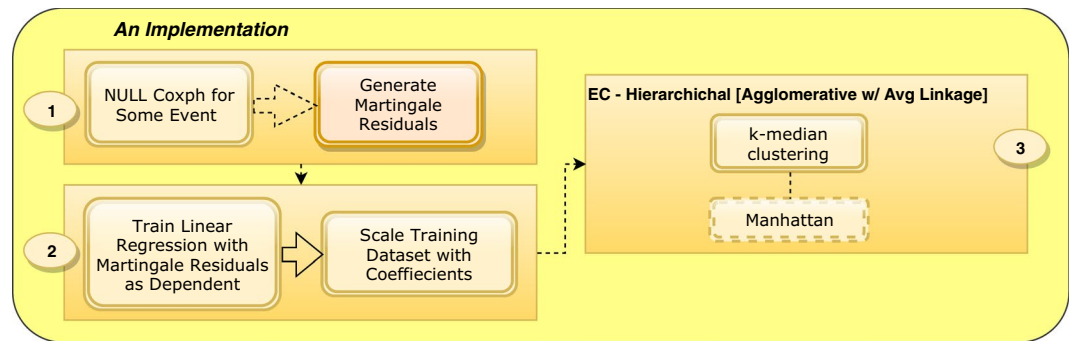 An Implementation
1
NULL Coxph for
Some Event
Generate
Martingale
Residuals
2
Train Linear
Regression with
Martingale Residuals
as Dependent
Scale Training
Dataset with
Coeffiecients
EC - Hierarchichal [Agglomerative w/ Avg Linkage]
k-median
clustering
3
Manhattan